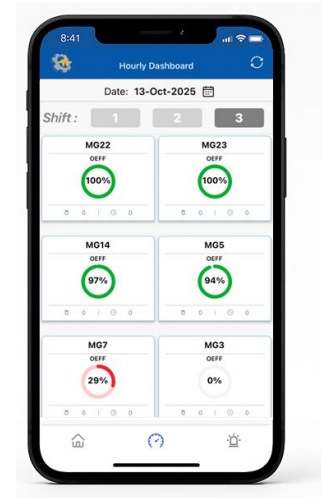 8:41
Hourly Dashboard
Date: 13-Oct-2025
Shift : 1 2 3
MG22 MG23
OEFF OEFF
100% 100%
0 | 0 0 | 0
MG14 MG5
OEFF OEFF
97% 94%
0 | 0 0 | 0
MG7 MG3
OEFF OEFF
29% 0%
0 | 0 0 | 0